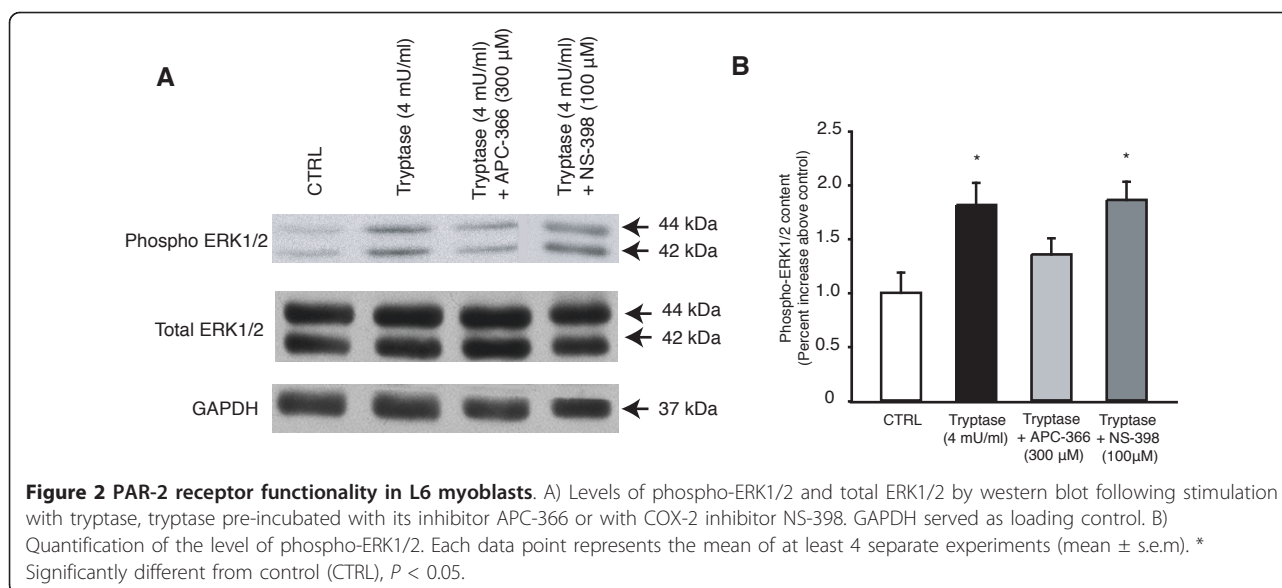 A
CTRL
Tryptase (4 mU/ml)
Tryptase (4 mU/ml)
+ APC-366 (300 µM)
Tryptase (4 mU/ml)
+ NS-398 (100 µM)
Phospho ERK1/2
44 kDa
42 kDa
Total ERK1/2
44 kDa
42 kDa
GAPDH
37 kDa
B
Phospho-ERK1/2 content
(Percent increase above control)
2.5
2.0
1.5
1.0
0.5
0
*
*
CTRL
Tryptase
(4 mU/ml)
Tryptase
+ APC-366
(300 µM)
Tryptase
+ NS-398
(100µM)
Figure 2 PAR-2 receptor functionality in L6 myoblasts. A) Levels of phospho-ERK1/2 and total ERK1/2 by western blot following stimulation
with tryptase, tryptase pre-incubated with its inhibitor APC-366 or with COX-2 inhibitor NS-398. GAPDH served as loading control. B)
Quantification of the level of phospho-ERK1/2. Each data point represents the mean of at least 4 separate experiments (mean ± s.e.m). *
Significantly different from control (CTRL), P < 0.05.